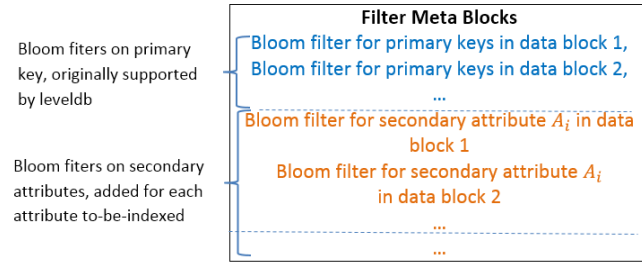 Filter Meta Blocks
Bloom fiters on primary
key, originally supported
by leveldb
Bloom filter for primary keys in data block 1,
Bloom filter for primary keys in data block 2,
...
Bloom fiters on secondary
attributes, added for each
attribute to-be-indexed
Bloom filter for secondary attribute A_i in data
block 1
Bloom filter for secondary attribute A_i
in data block 2
...
...